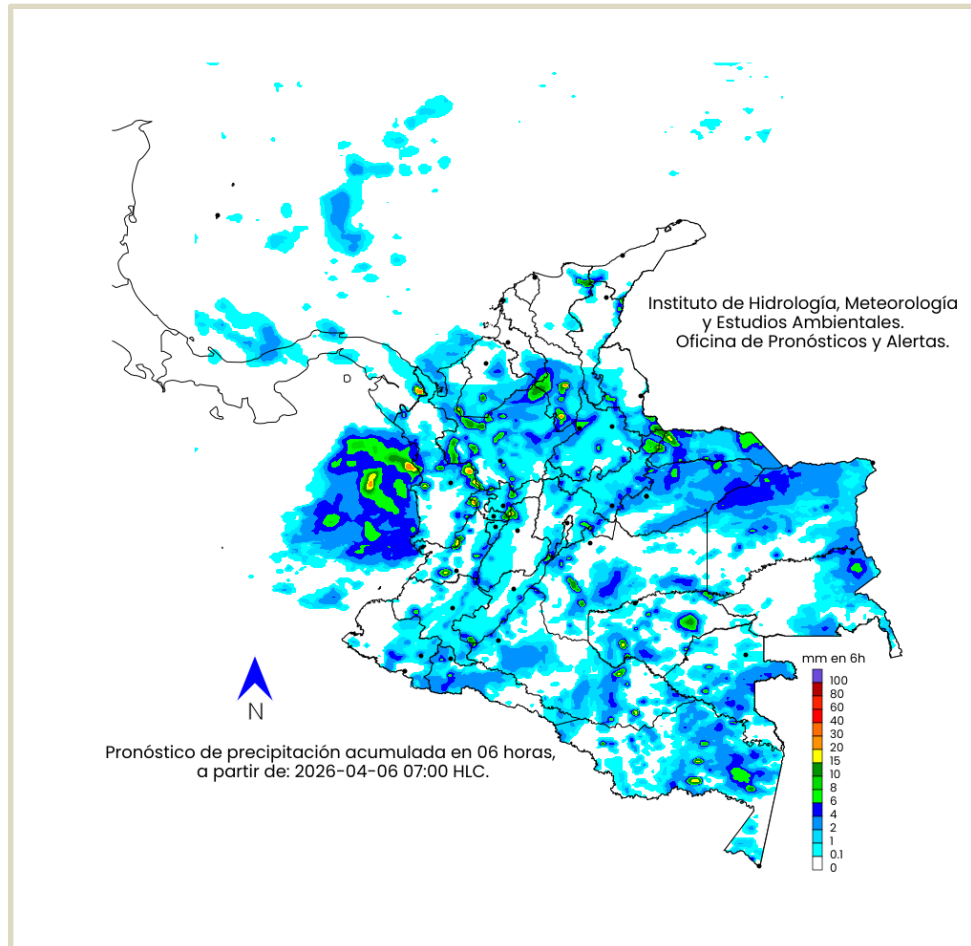 Instituto de Hidrología, Meteorología
y Estudios Ambientales.
Oficina de Pronósticos y Alertas.
mm en 6h
100
80
60
40
30
20
15
10
8
6
4
2
1
0.1
0
N
Pronóstico de precipitación acumulada en 06 horas,
a partir de: 2026-04-06 07:00 HLC.